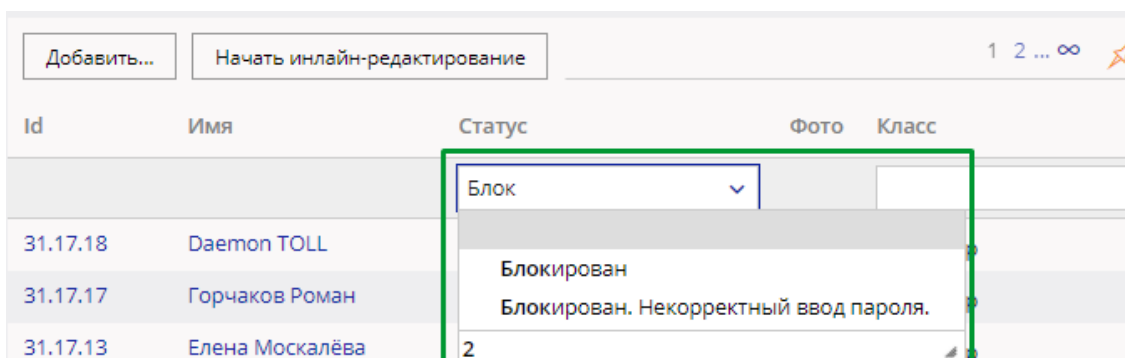 Добавить... Начать инлайн-редактирование 1 2 ... ∞
Id Имя Статус Фото Класс
Блок
31.17.18 Daemon TOLL
Блокирован
31.17.17 Горчаков Роман
Блокирован. Некорректный ввод пароля.
31.17.13 Елена Москалёва 2